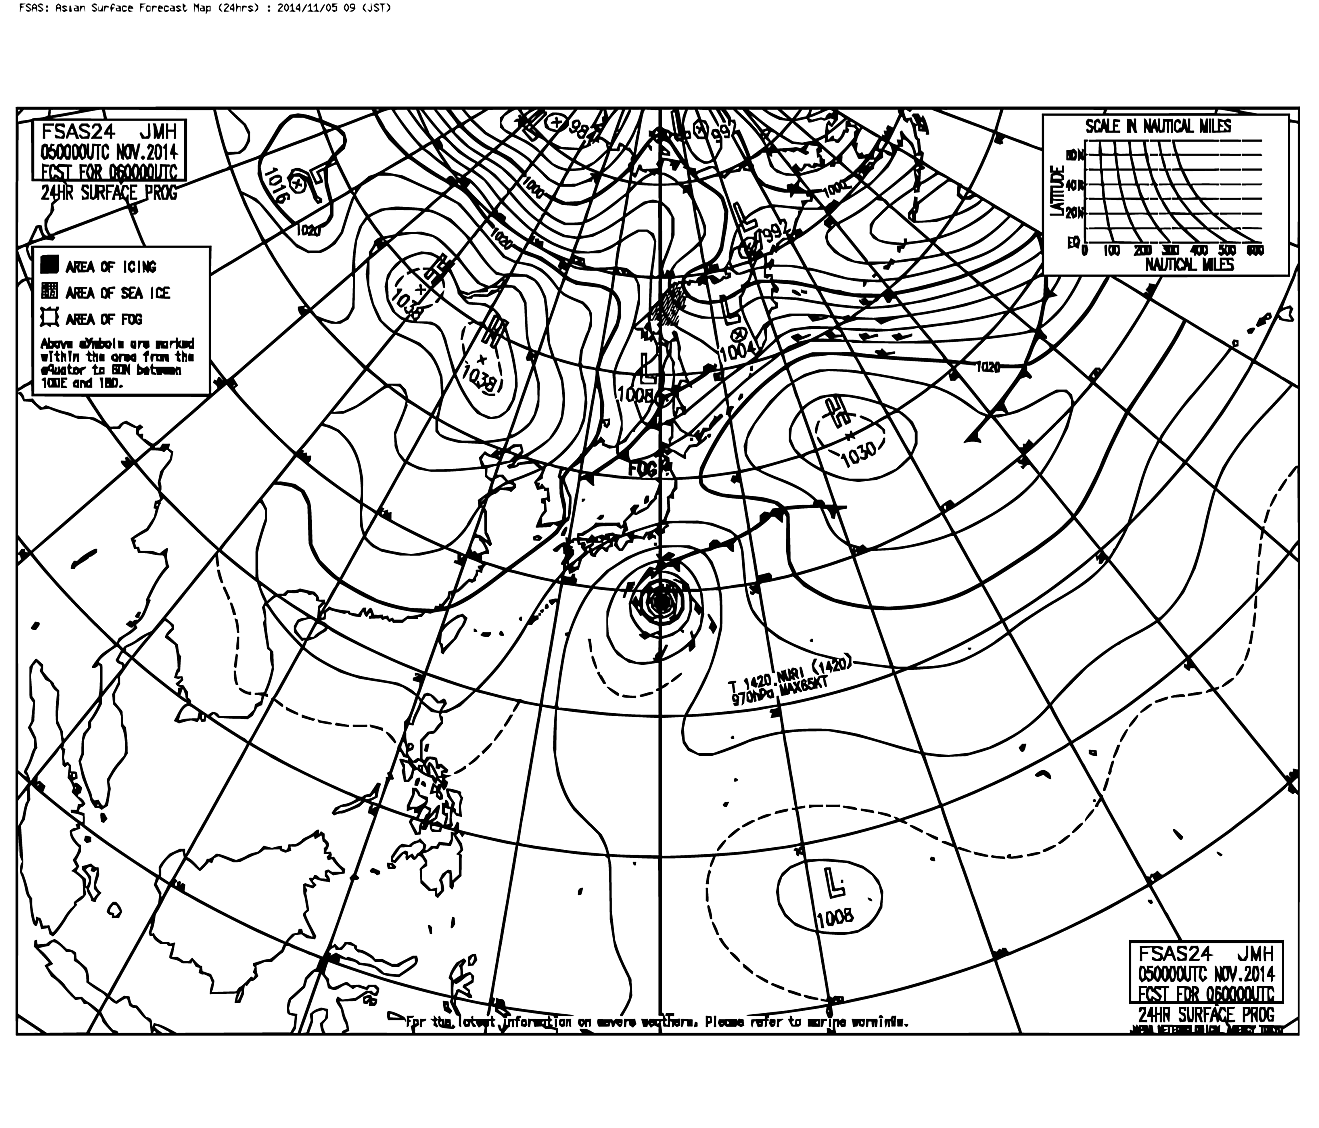 FSAS: Asian Surface Forecast Map (24hrs) : 2014/11/05 09 (JST)
FSAS24 JMH
050000UTC NOV.2014
FCST FOR 060000UTC
24HR SURFACE PROG
AREA OF ICING
AREA OF SEA ICE
AREA OF FOG
Above symbols are marked
within the area from the
equator to 60N between
100E and 180.
SCALE IN NAUTICAL MILES
LATITUDE
60N
40N
20N
EQ
0 100 200 300 400 500 600
NAUTICAL MILES
L
1016
1020
L
1000
1020
992
1000
L
992
H
1038
H
1038
L
1004
L
1008
1020
H
1030
FOG
T 1420 NURI (1420)
970hPa MAX65KT
L
1008
For the latest information on severe weathers, Please refer to marine warnings.
FSAS24 JMH
050000UTC NOV.2014
FCST FOR 060000UTC
24HR SURFACE PROG
JAPAN METEOROLOGICAL AGENCY TOKYO